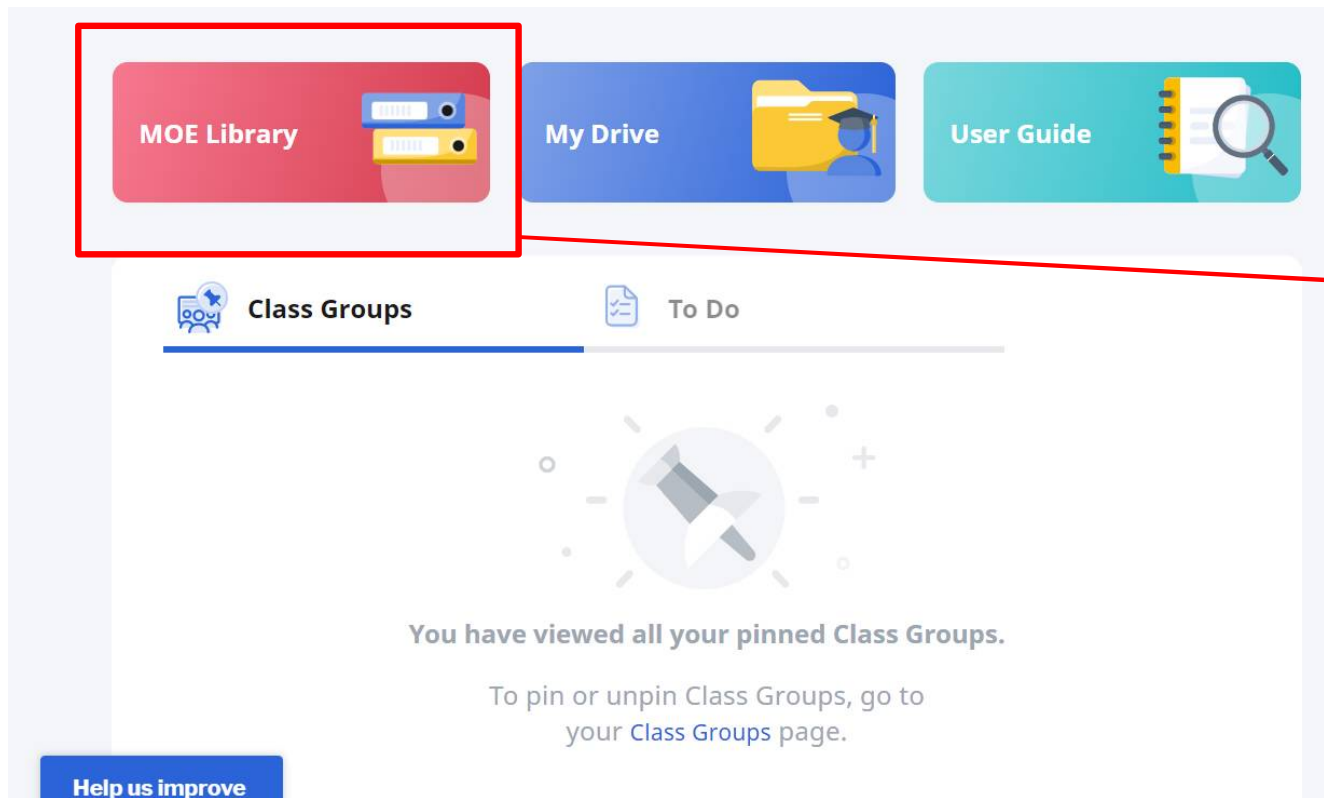 MOE Library
My Drive
User Guide
Class Groups
To Do
You have viewed all your pinned Class Groups.
To pin or unpin Class Groups, go to
your Class Groups page.
Help us improve